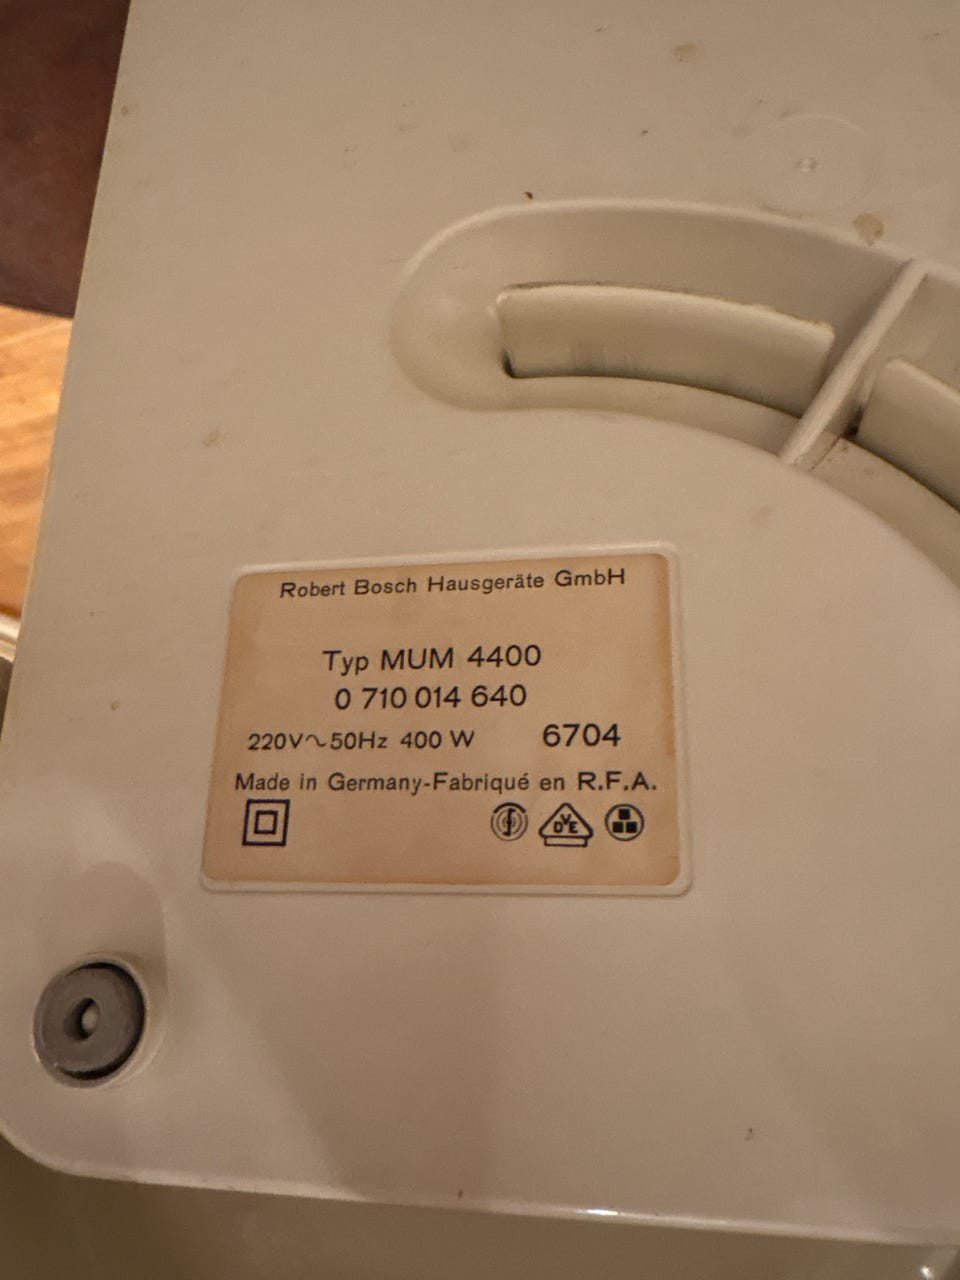 Robert Bosch Hausgeräte GmbH
Typ MUM 4400
0 710 014 640
220V~50Hz 400 W 6704
Made in Germany-Fabriqué en R.F.A.
DVE